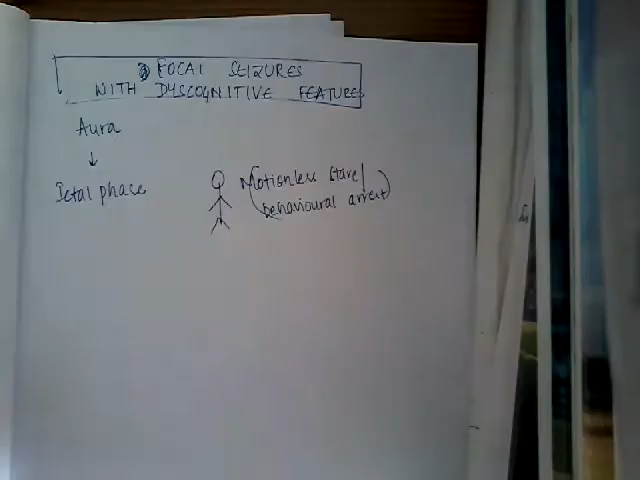 FOCAL SEIZURES
WITH DYSCOGNITIVE FEATURES
Aura
↓
Ictal phase
Motionless stare/
behavioural arrest